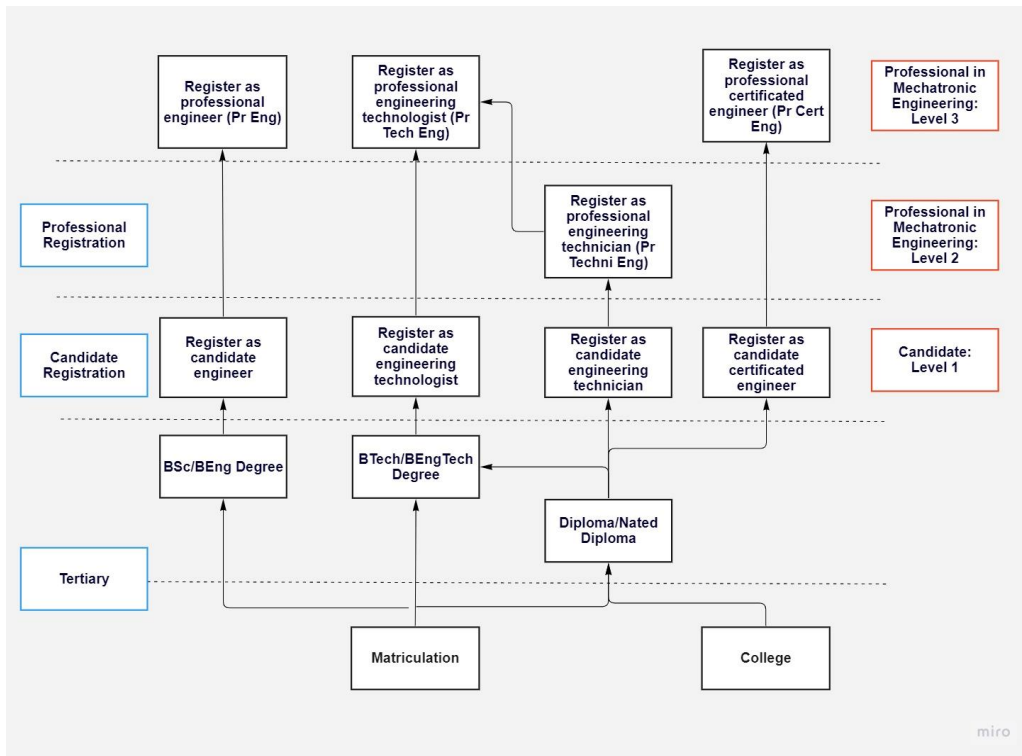 Register as
professional
engineer (Pr Eng)
Register as
professional
engineering
technologist (Pr
Tech Eng)
Register as
professional
certificated
engineer (Pr Cert
Eng)
Professional in
Mechatronic
Engineering:
Level 3
Professional
Registration
Register as
professional
engineering
technician (Pr
Techni Eng)
Professional in
Mechatronic
Engineering:
Level 2
Candidate
Registration
Register as
candidate
engineer
Register as
candidate
engineering
technologist
Register as
candidate
engineering
technician
Register as
candidate
certificated
engineer
Candidate:
Level 1
BSc/BEng Degree
BTech/BEngTech
Degree
Diploma/Nated
Diploma
Tertiary
Matriculation
College
miro